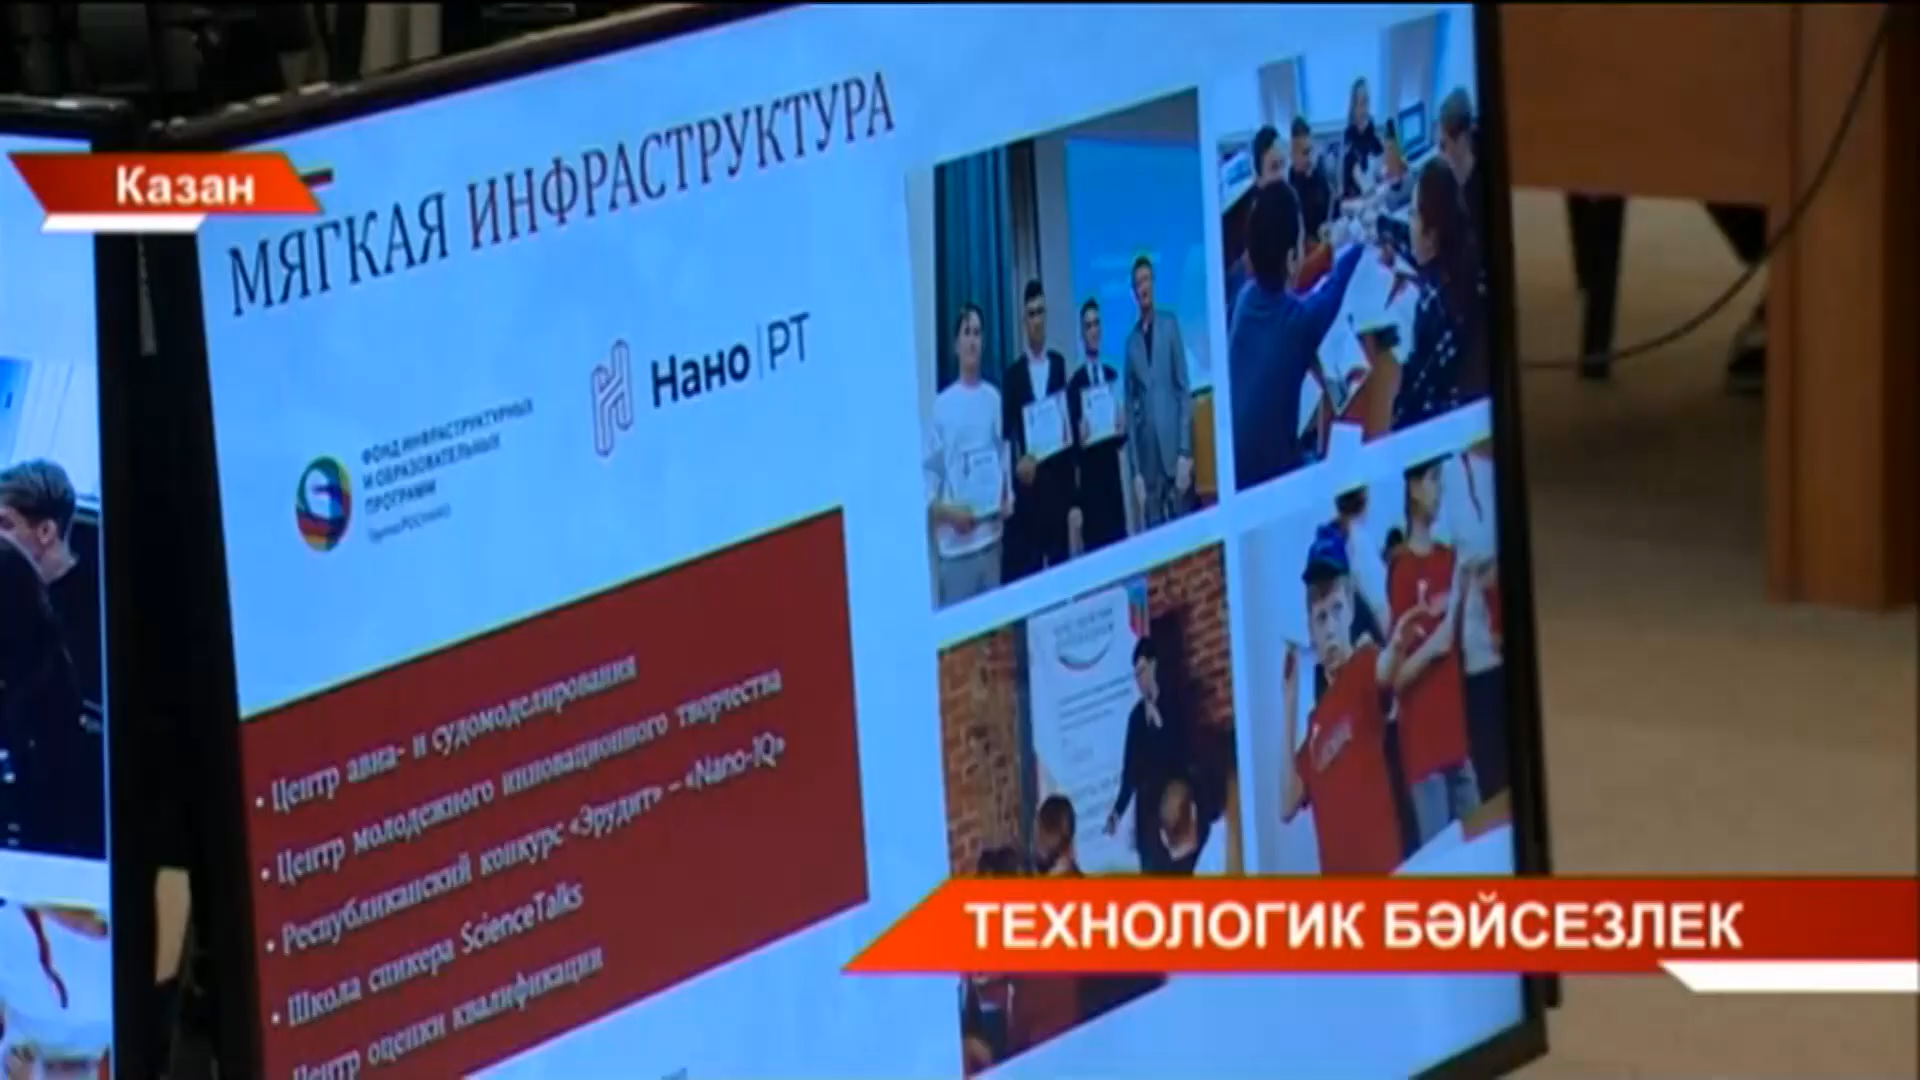 Казан
МЯГКАЯ ИНФРАСТРУКТУРА
Нано|РТ
ФОНД ИНФРАСТРУКТУРНЫХ
И ОБРАЗОВАТЕЛЬНЫХ
ПРОГРАММ
• Центр авиа- и судомоделирования
• Центр молодежного инновационного творчества
• Республиканский конкурс «Эрудит» – «Nano-IQ»
• Школа спикера ScienceTalks
Центр оценки квалификации
ТЕХНОЛОГИК БӘЙСЕЗЛЕК